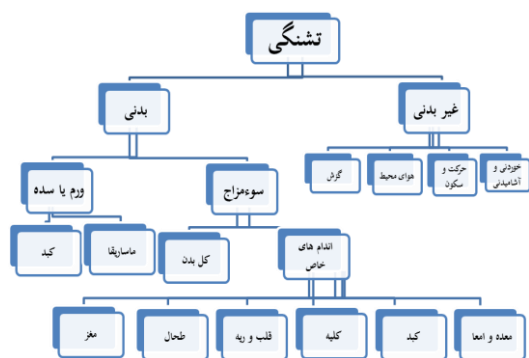 تشنگی
غیر بدنی
بدنی
خوردنی و
آشامیدنی
حرکت و
سکون
هوای محیط
گزش
سوءمزاج
ورم یا سده
اندام های
خاص
کل بدن
ماساریقا
کبد
معده و امعا
کبد
کلیه
قلب و ریه
طحال
مغز